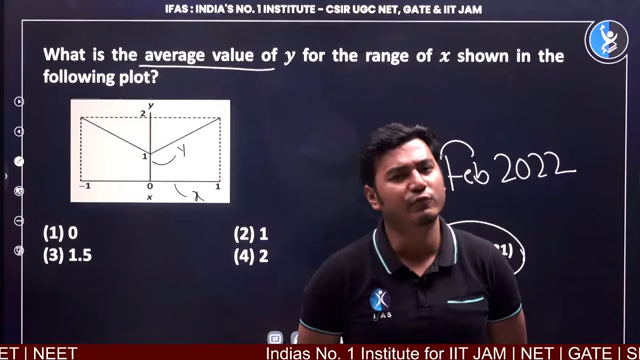 IFAS: INDIA'S NO. 1 INSTITUTE - CSIR UGC NET, GATE & IIT JAM
What is the average value of y for the range of x shown in the
following plot?
y
2
1
y
-1 0 1
x
x
Feb 2022
(1) 0 (2) 1
(3) 1.5 (4) 2
IFAS
ET | NEET
Indias No. 1 Institute for IIT JAM | NET | GATE |